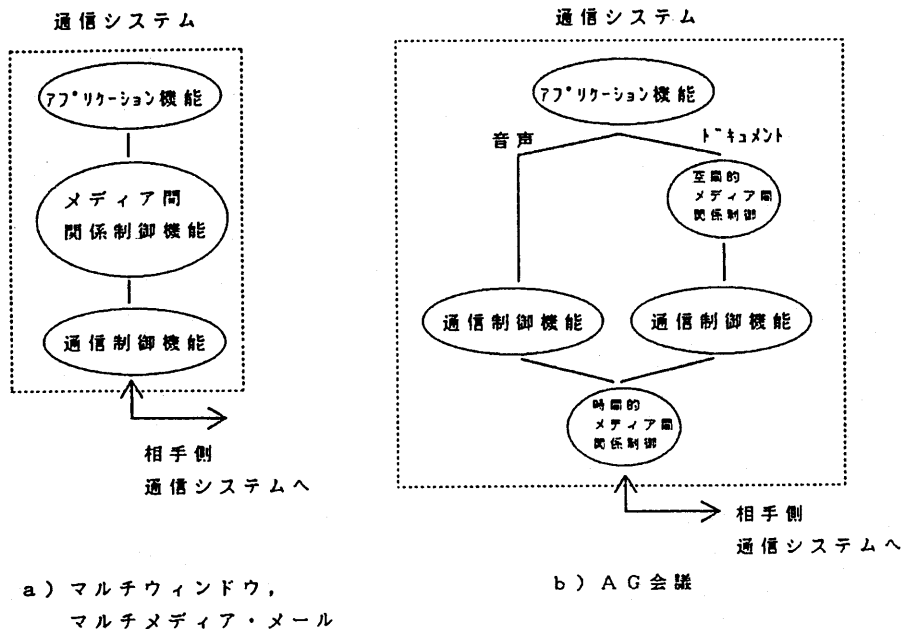 通信システム
アプリケーション機能
メディア間
関係制御機能
通信制御機能
相手側
通信システムへ
a）マルチウィンドウ，
マルチメディア・メール
通信システム
アプリケーション機能
音声
ドキュメント
空間的
メディア間
関係制御
通信制御機能
通信制御機能
時間的
メディア間
関係制御
相手側
通信システムへ
b）AG会議